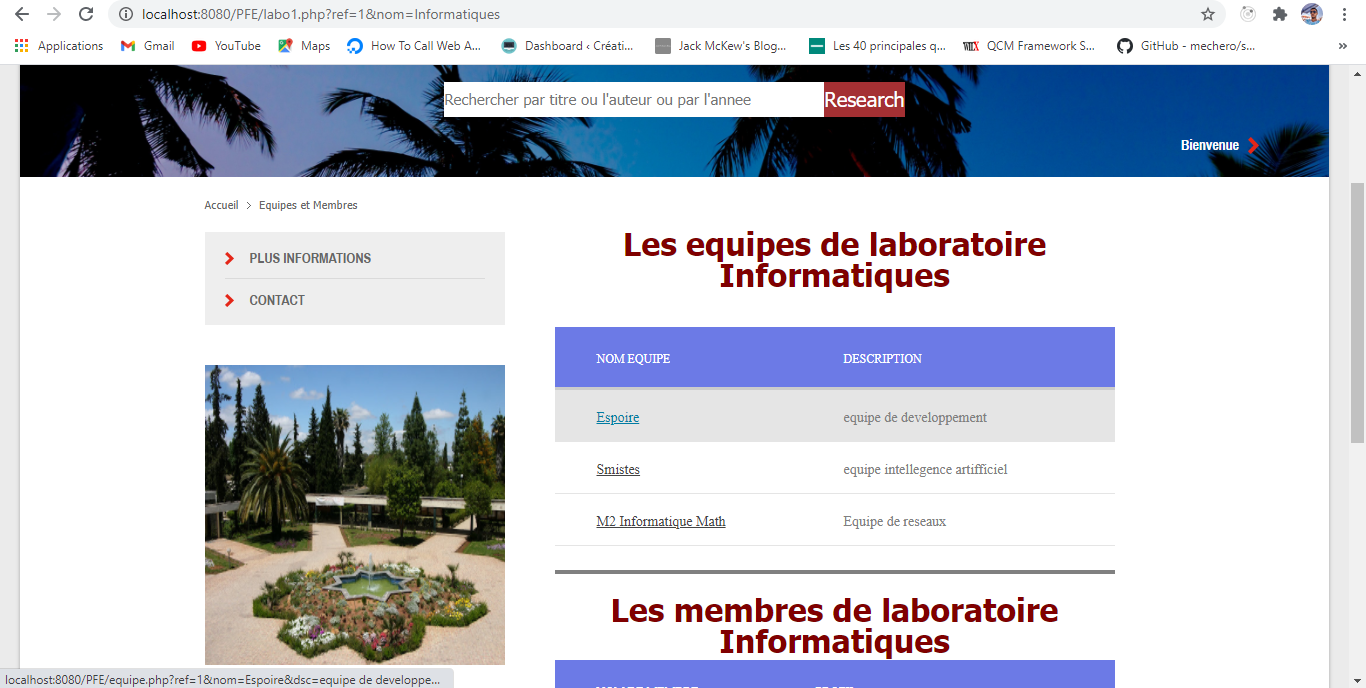 localhost:8080/PFE/labo1.php?ref=1&nom=Informatiques
Applications
Gmail
YouTube
Maps
How To Call Web A...
Dashboard ‹ Créati...
Jack McKew's Blog...
Les 40 principales q...
QCM Framework S...
GitHub - mechero/s...
»
Rechercher par titre ou l'auteur ou par l'annee
Research
Bienvenue
Accueil > Equipes et Membres
PLUS INFORMATIONS
CONTACT
Les equipes de laboratoire
Informatiques
NOM EQUIPE DESCRIPTION
Espoire equipe de developpement
Smistes equipe intellegence artifficiel
M2 Informatique Math Equipe de reseaux
Les membres de laboratoire
Informatiques
localhost:8080/PFE/equipe.php?ref=1&nom=Espoire&dsc=equipe de developpe...